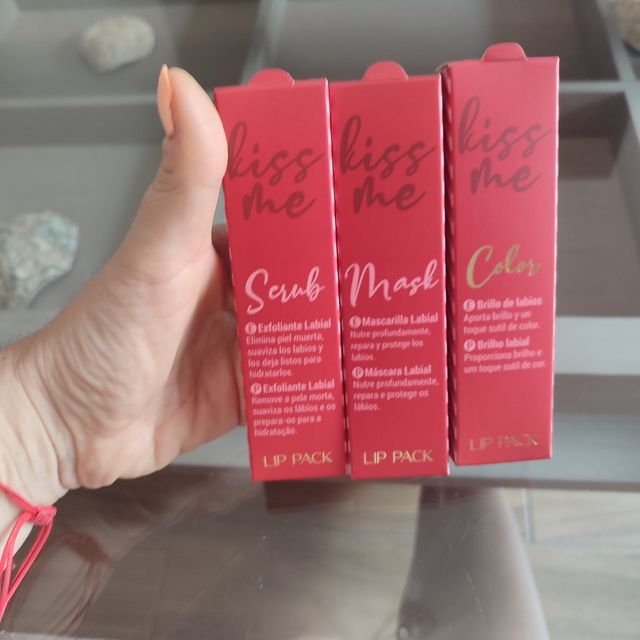 kiss
me
Scrub
E Exfoliante Labial
Elimina piel muerta,
suaviza los labios y
los deja listos para
hidratarlos.
P Exfoliante Labial
Remove a pele morta,
suaviza os lábios e os
prepara-os para a
hidratação.
LIP PACK
kiss
me
Mask
E Mascarilla Labial
Nutre profundamente,
repara y protege los
labios.
P Máscara Labial
Nutre profundamente,
repara e protege os
lábios.
LIP PACK
kiss
me
Color
E Brillo de labios
Aporta brillo y un
toque sutil de color.
P Brilho labial
Proporciona brilho e
um toque sutil de cor.
LIP PACK